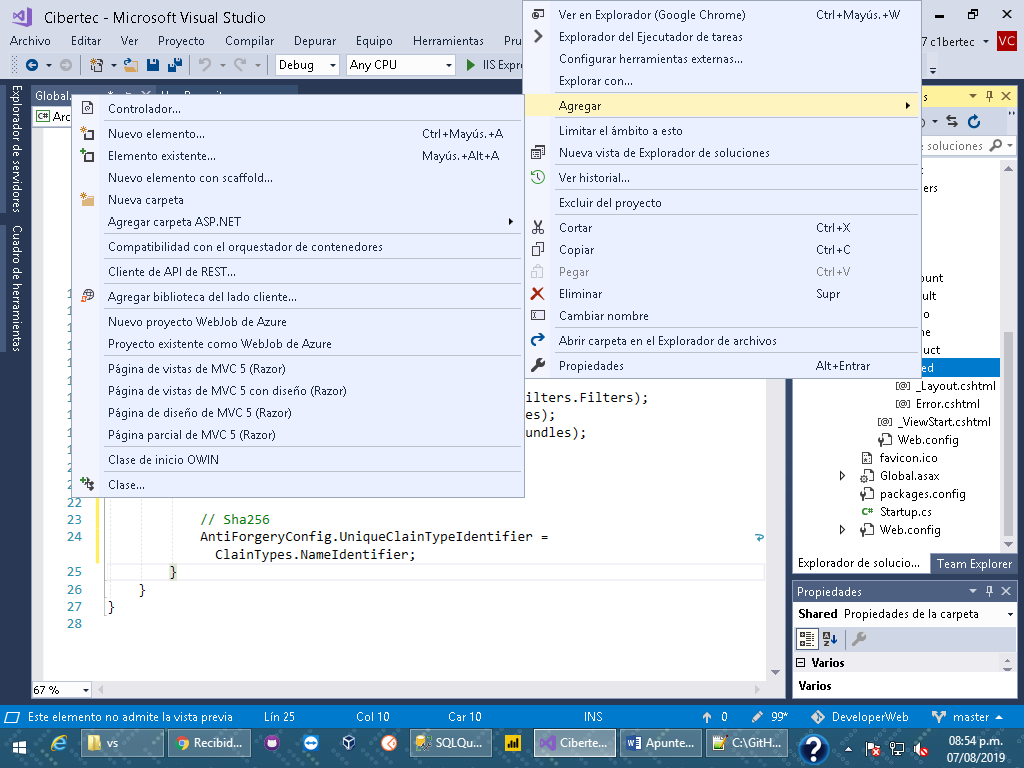 Cibertec - Microsoft Visual Studio
VC
Archivo Editar Ver Proyecto Compilar Depurar Equipo Herramientas
Debug Any CPU
Explorador de servidores
Cuadro de herramientas
Controlador...
Nuevo elemento... Ctrl+Mayús.+A
Elemento existente... Mayús.+Alt+A
Nuevo elemento con scaffold...
Nueva carpeta
Agregar carpeta ASP.NET
Compatibilidad con el orquestador de contenedores
Cliente de API de REST...
Agregar biblioteca del lado cliente...
Nuevo proyecto WebJob de Azure
Proyecto existente como WebJob de Azure
Página de vistas de MVC 5 (Razor)
Página de vistas de MVC 5 con diseño (Razor)
Página de diseño de MVC 5 (Razor)
Página parcial de MVC 5 (Razor)
Clase de inicio OWIN
Clase...
Ver en Explorador (Google Chrome) Ctrl+Mayús.+W
Explorador del Ejecutador de tareas
Configurar herramientas externas...
Explorar con...
Agregar
Limitar el ámbito a esto
Nueva vista de Explorador de soluciones
Ver historial...
Excluir del proyecto
Cortar Ctrl+X
Copiar Ctrl+C
Pegar Ctrl+V
Eliminar Supr
Cambiar nombre
Abrir carpeta en el Explorador de archivos
Propiedades Alt+Entrar
ilters.Filters);
es);
undles);
22
23 // Sha256
24 AntiForgeryConfig.UniqueClainTypeIdentifier =
ClainTypes.NameIdentifier;
25 }
26 }
27 }
28
67 %
soluciones
_Layout.cshtml
Error.cshtml
_ViewStart.cshtml
Web.config
favicon.ico
Global.asax
packages.config
Startup.cs
Web.config
Explorador de solucio... Team Explorer
Propiedades
Shared Propiedades de la carpeta
Varios
Varios
Este elemento no admite la vista previa Lín 25 Col 10 Car 10 INS 0 99* DeveloperWeb master
vs Recibid... SQLQu... Ciberte... Apunte... C:\GitH...
08:54 p.m.
07/08/2019